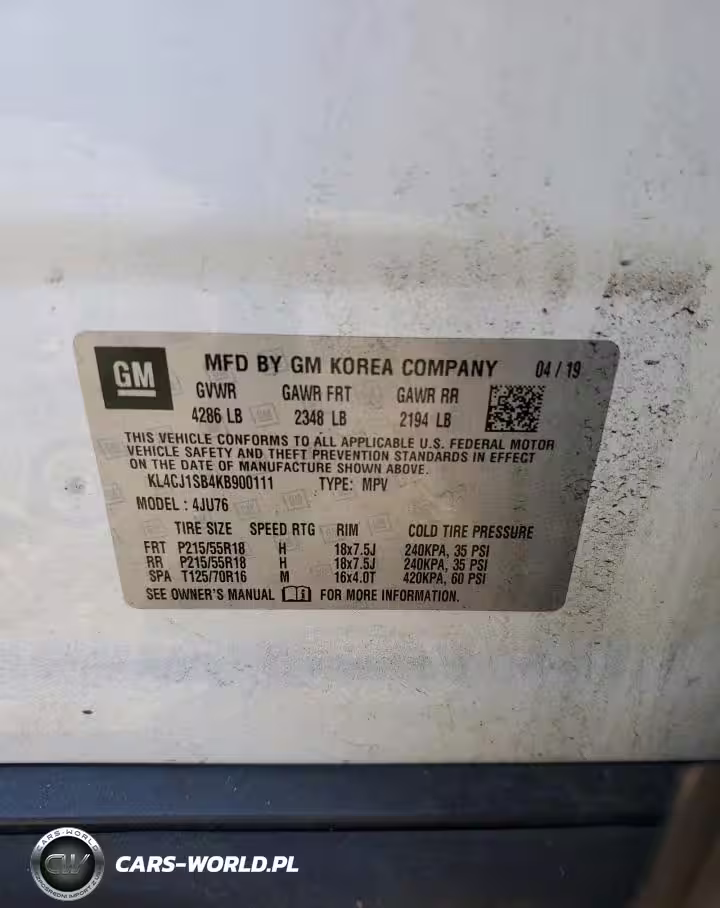 GM
MFD BY GM KOREA COMPANY 04 / 19
GVWR GAWR FRT GAWR RR
4286 LB 2348 LB 2194 LB
THIS VEHICLE CONFORMS TO ALL APPLICABLE U.S. FEDERAL MOTOR
VEHICLE SAFETY AND THEFT PREVENTION STANDARDS IN EFFECT
ON THE DATE OF MANUFACTURE SHOWN ABOVE.
KL4CJ1SB4KB900111 TYPE: MPV
MODEL : 4JU76
TIRE SIZE SPEED RTG RIM COLD TIRE PRESSURE
FRT P215/55R18 H 18x7.5J 240KPA, 35 PSI
RR P215/55R18 H 18x7.5J 240KPA, 35 PSI
SPA T125/70R16 M 16x4.0T 420KPA, 60 PSI
SEE OWNER'S MANUAL FOR MORE INFORMATION.
CARS-WORLD
CW
CARS-WORLD.PL